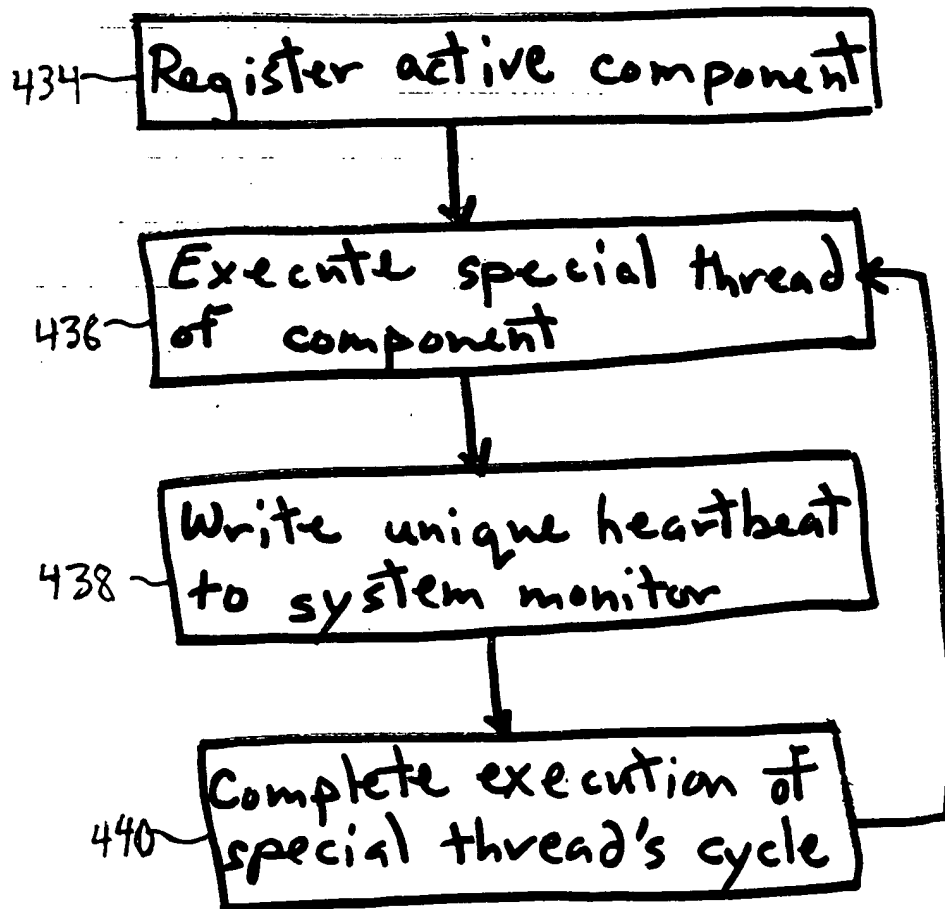 434
Register active component
436
Execute special thread
of component
438
Write unique heartbeat
to system monitor
440
Complete execution of
special thread's cycle